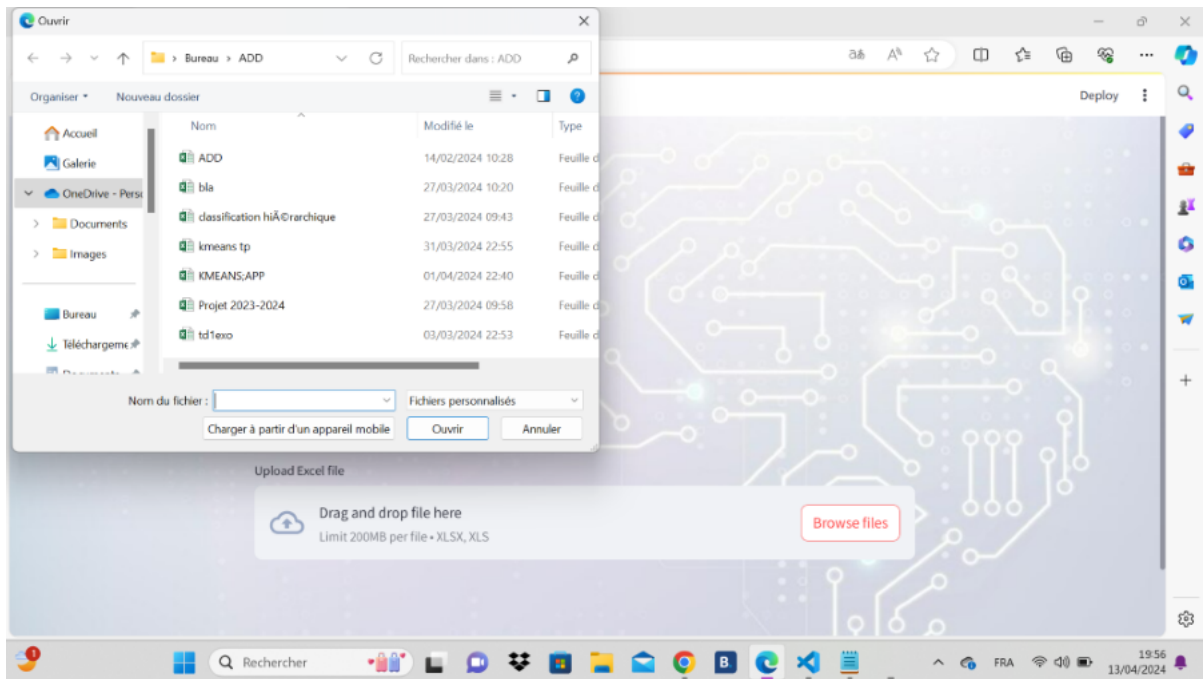 Ouvrir
Bureau > ADD
Rechercher dans : ADD
Organiser
Nouveau dossier
Nom
Modifié le
Type
Accueil
Galerie
OneDrive - Perso
Documents
Images
Bureau
Téléchargeme
ADD 14/02/2024 10:28 Feuille d
bla 27/03/2024 10:20 Feuille d
classification hiÃ©rarchique 27/03/2024 09:43 Feuille d
kmeans tp 31/03/2024 22:55 Feuille d
KMEANS;APP 01/04/2024 22:40 Feuille d
Projet 2023-2024 27/03/2024 09:58 Feuille d
td1exo 03/03/2024 22:53 Feuille d
Nom du fichier :
Fichiers personnalisés
Charger à partir d'un appareil mobile
Ouvrir
Annuler
Deploy
Upload Excel file
Drag and drop file here
Limit 200MB per file • XLSX, XLS
Browse files
1
Rechercher
B.
FRA
19:56
13/04/2024